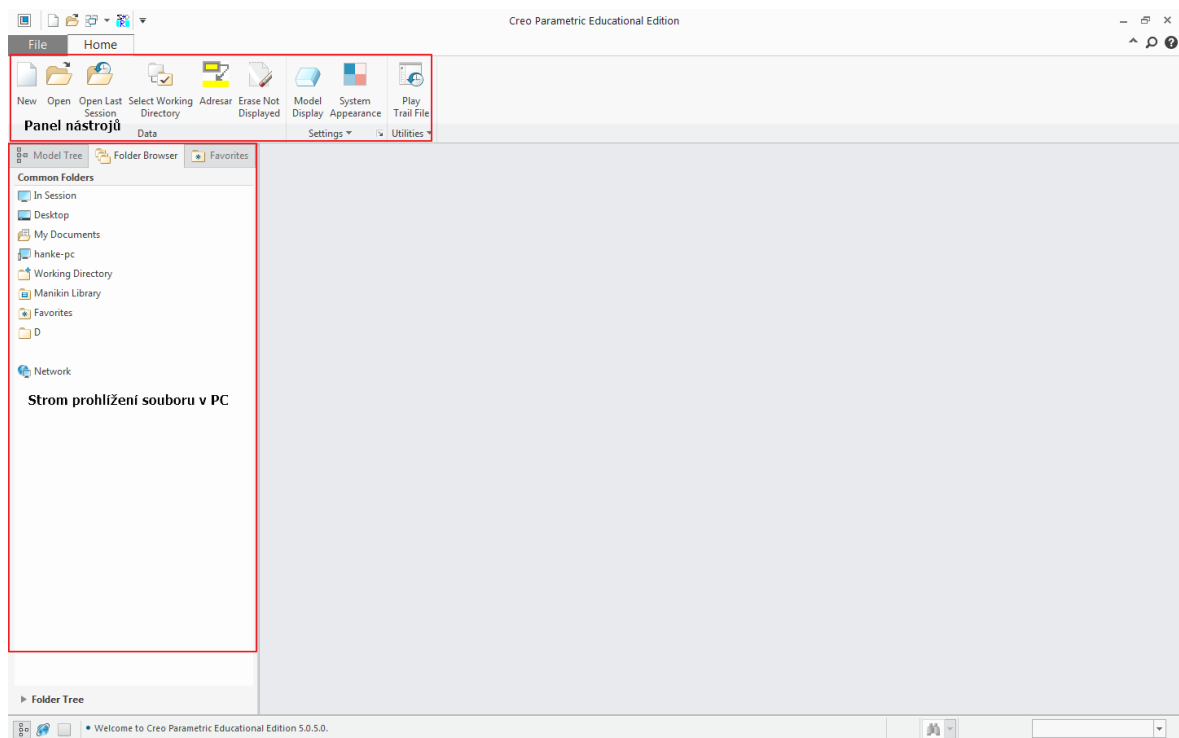 Creo Parametric Educational Edition
File Home
New Open Open Last Session Select Working Directory Adresar Erase Not Displayed Model Display System Appearance Play Trail File
Panel nástrojů
Data Settings Utilities
Model Tree Folder Browser Favorites
Common Folders
In Session
Desktop
My Documents
hanke-pc
Working Directory
Manikin Library
Favorites
D
Network
Strom prohlížení souboru v PC
Folder Tree
• Welcome to Creo Parametric Educational Edition 5.0.5.0.